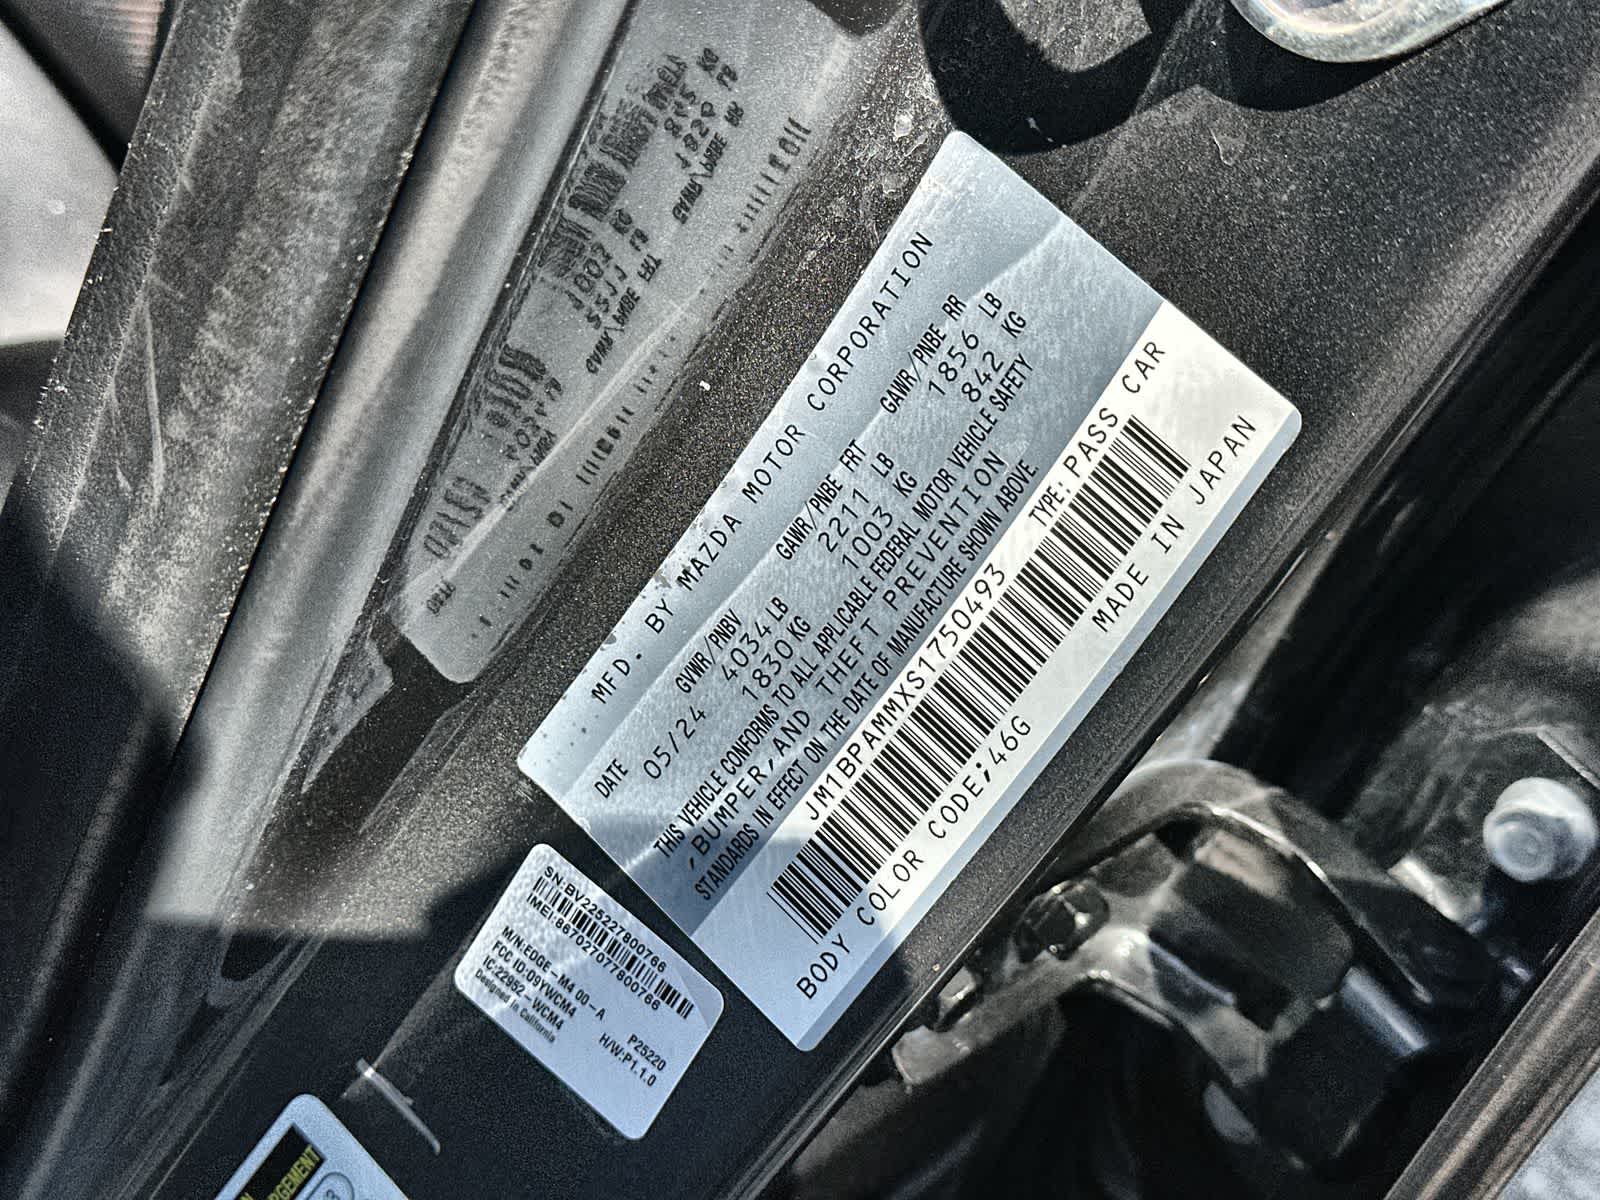 MFD. BY MAZDA MOTOR CORPORATION
DATE GVWR/PNBV GAWR/PNBE FRT GAWR/PNBE RR
05/24 4034 LB 2211 LB 1856 LB
1830 KG 1003 KG 842 KG
THIS VEHICLE CONFORMS TO ALL APPLICABLE FEDERAL MOTOR VEHICLE SAFETY
,BUMPER,AND THEFT PREVENTION
STANDARDS IN EFFECT ON THE DATE OF MANUFACTURE SHOWN ABOVE.
JM1BPAMMXS1750493 TYPE: PASS CAR
BODY COLOR CODE;46G MADE IN JAPAN
SN:BV225227800766
IMEI:867027077800766
M/N:EDGE-M4 00-A P25220
FCC ID:09YWCM4 H/W:P1.1.0
IC:22952-WCM4
Designed in California